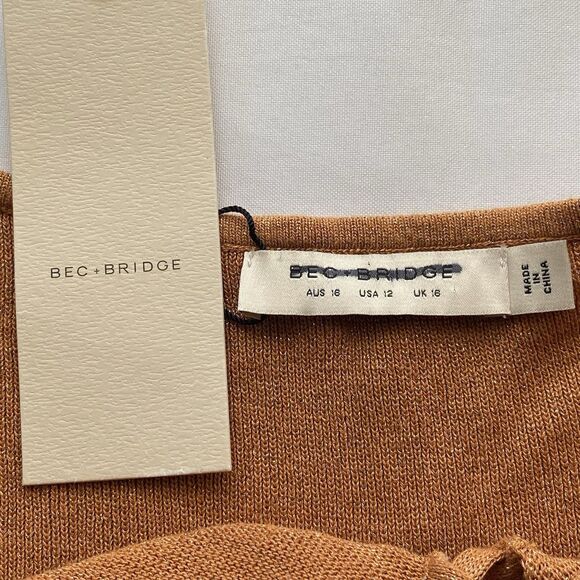 BEC+BRIDGE
BEC+BRIDGE
AUS 16 USA 12 UK 16
MADE
IN
CHINA